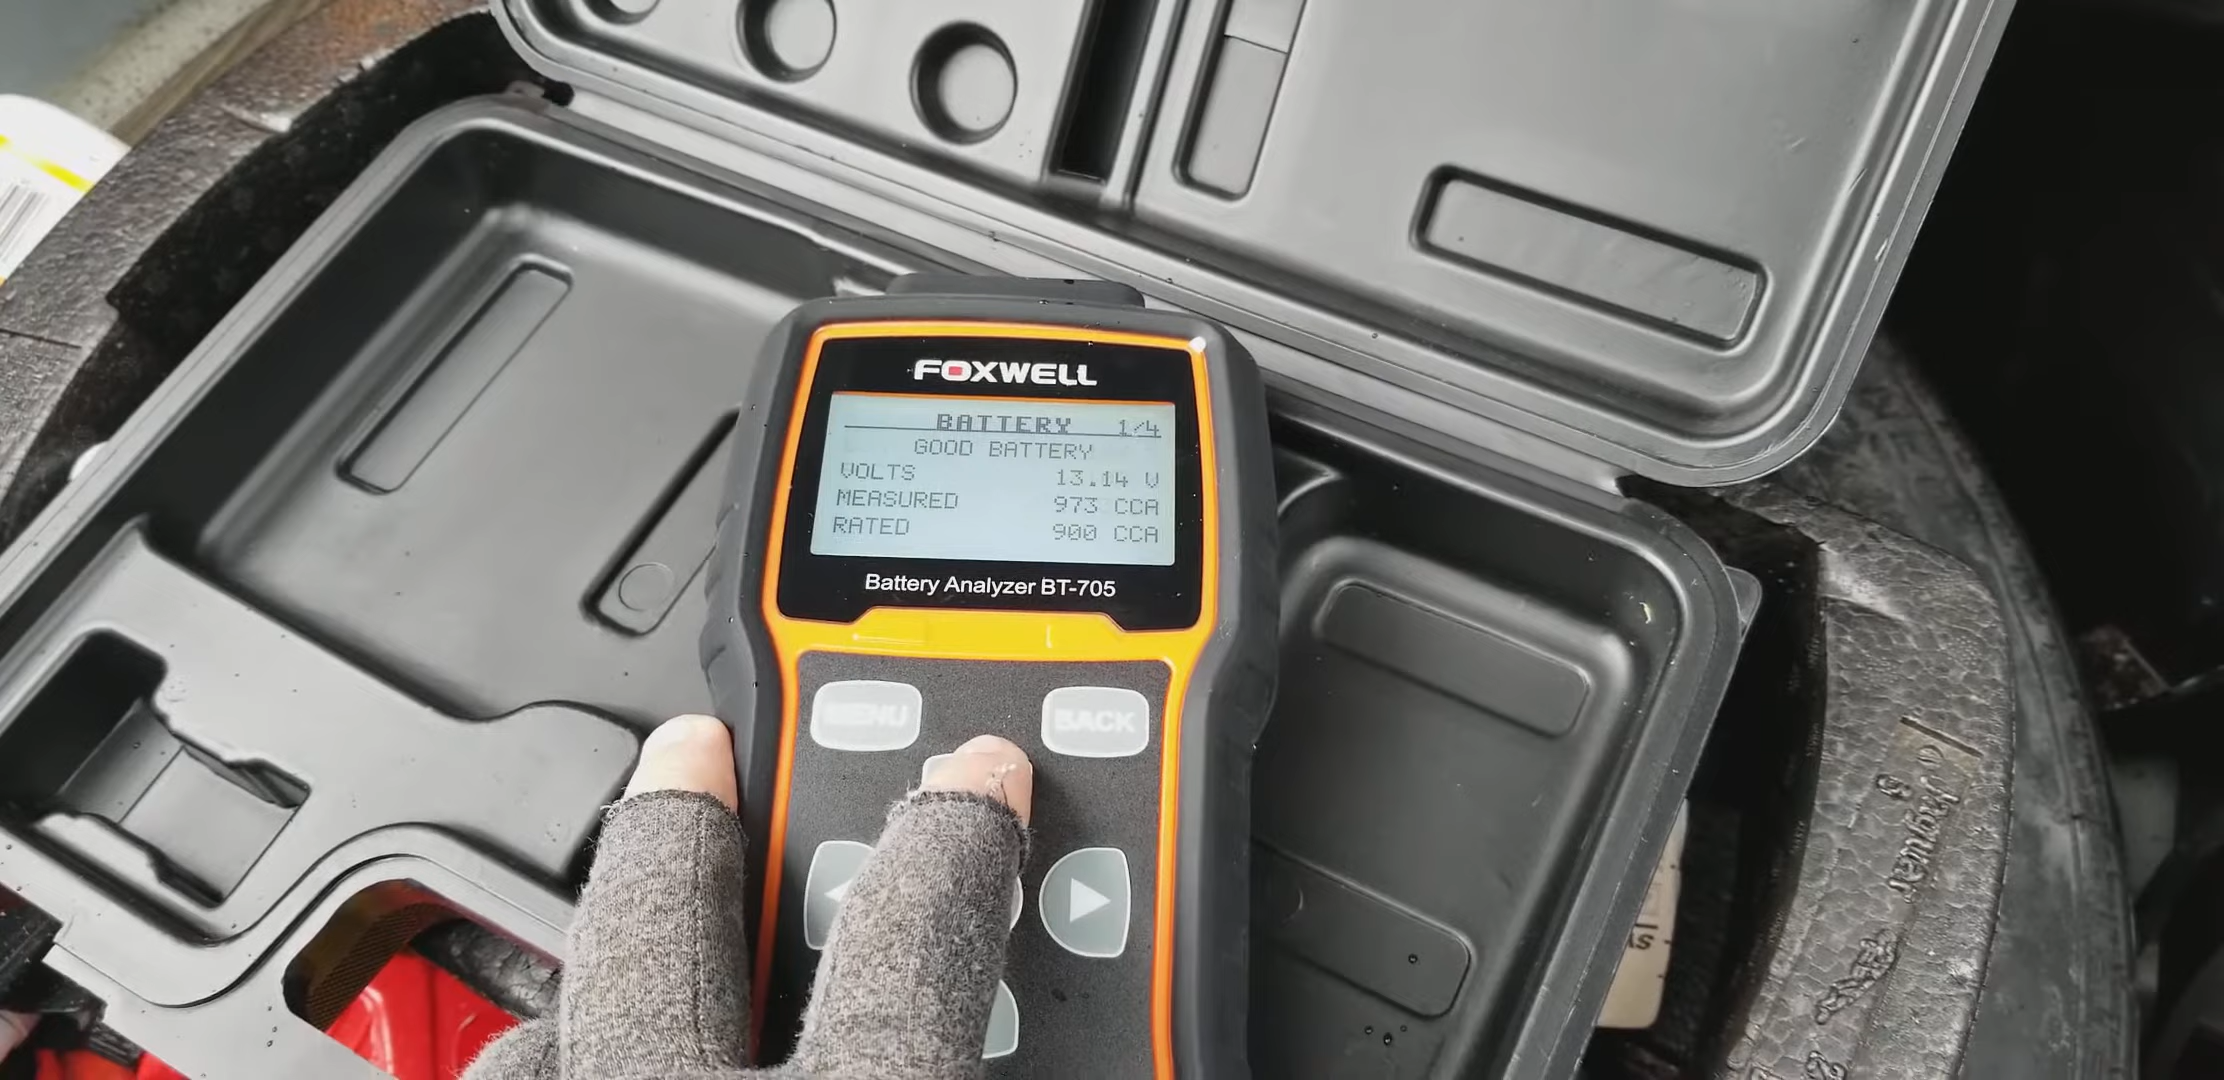 FOXWELL
BATTERY 1/4
GOOD BATTERY
VOLTS 13.14 V
MEASURED 973 CCA
RATED 900 CCA
Battery Analyzer BT-705
MENU BACK
Jaguar